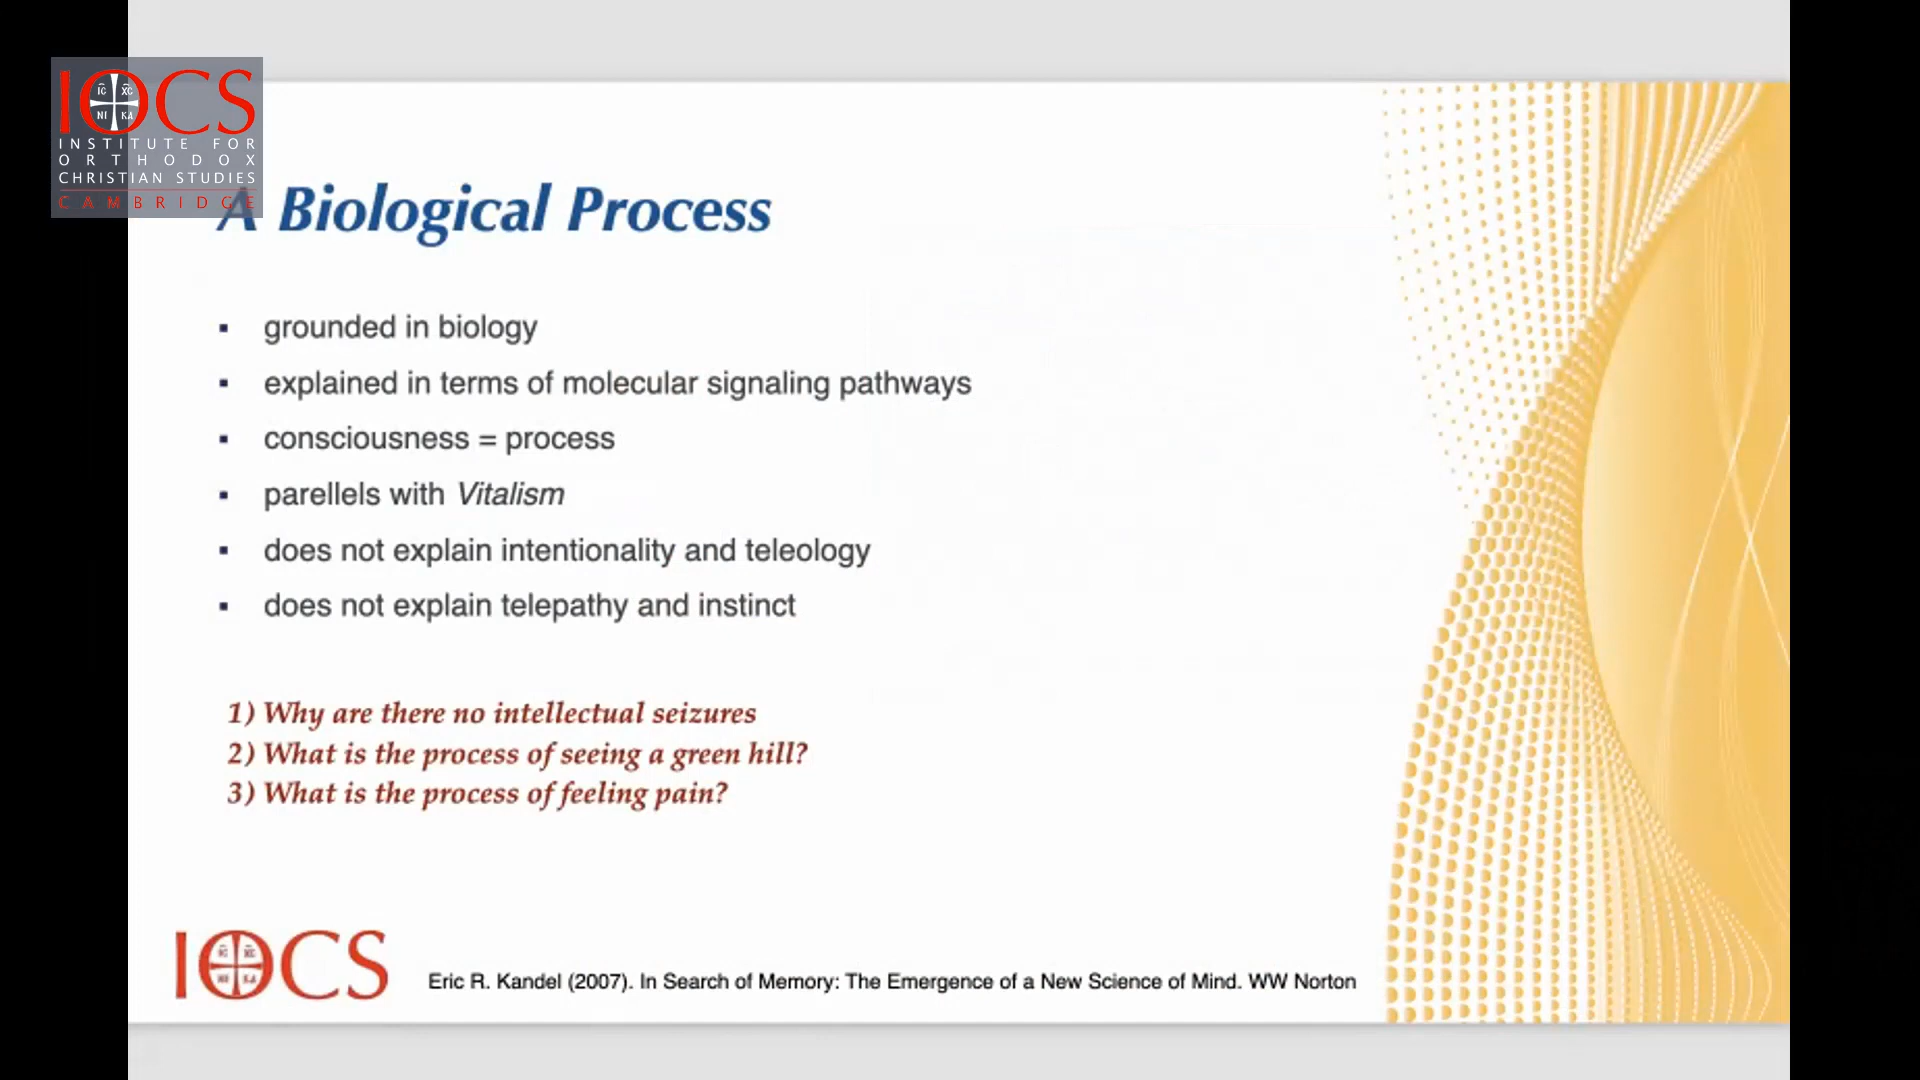 IOCS
IC XC
NI KA
INSTITUTE FOR
ORTHODOX
CHRISTIAN STUDIES
CAMBRIDGE
A Biological Process
▪ grounded in biology
▪ explained in terms of molecular signaling pathways
▪ consciousness = process
▪ parellels with Vitalism
▪ does not explain intentionality and teleology
▪ does not explain telepathy and instinct
1) Why are there no intellectual seizures
2) What is the process of seeing a green hill?
3) What is the process of feeling pain?
IOCS
Eric R. Kandel (2007). In Search of Memory: The Emergence of a New Science of Mind. WW Norton